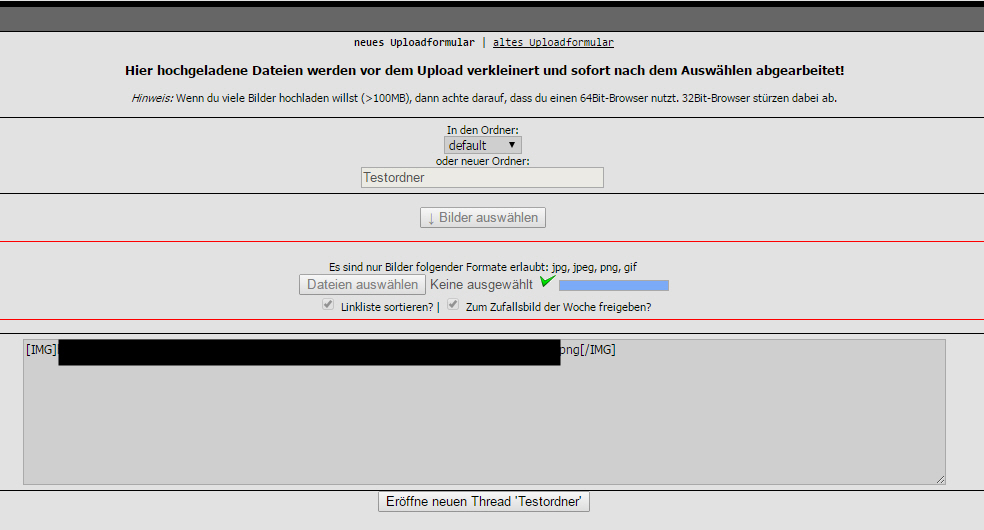 neues Uploadformular | altes Uploadformular
Hier hochgeladene Dateien werden vor dem Upload verkleinert und sofort nach dem Auswählen abgearbeitet!
Hinweis: Wenn du viele Bilder hochladen willst (>100MB), dann achte darauf, dass du einen 64Bit-Browser nutzt. 32Bit-Browser stürzen dabei ab.
In den Ordner:
default
oder neuer Ordner:
Testordner
↓ Bilder auswählen
Es sind nur Bilder folgender Formate erlaubt: jpg, jpeg, png, gif
Dateien auswählen Keine ausgewählt
Linkliste sortieren? | Zum Zufallsbild der Woche freigeben?
[IMG] png[/IMG]
Eröffne neuen Thread 'Testordner'